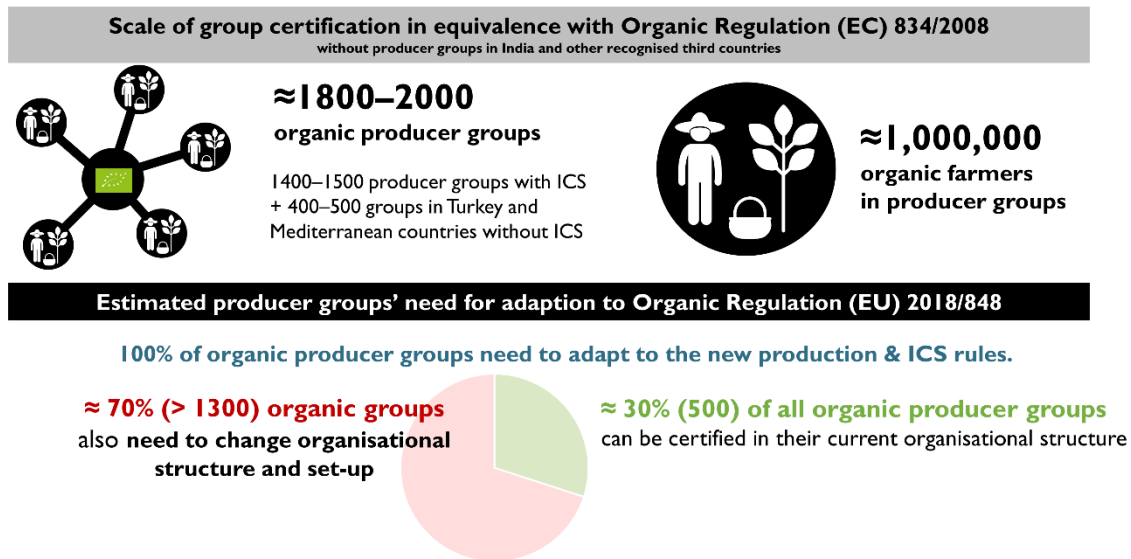 Scale of group certification in equivalence with Organic Regulation (EC) 834/2008
without producer groups in India and other recognised third countries
≈1800–2000
organic producer groups
1400–1500 producer groups with ICS
+ 400–500 groups in Turkey and
Mediterranean countries without ICS
≈1,000,000
organic farmers
in producer groups
Estimated producer groups’ need for adaption to Organic Regulation (EU) 2018/848
100% of organic producer groups need to adapt to the new production & ICS rules.
≈ 70% (> 1300) organic groups
also need to change organisational
structure and set-up
≈ 30% (500) of all organic producer groups
can be certified in their current organisational structure